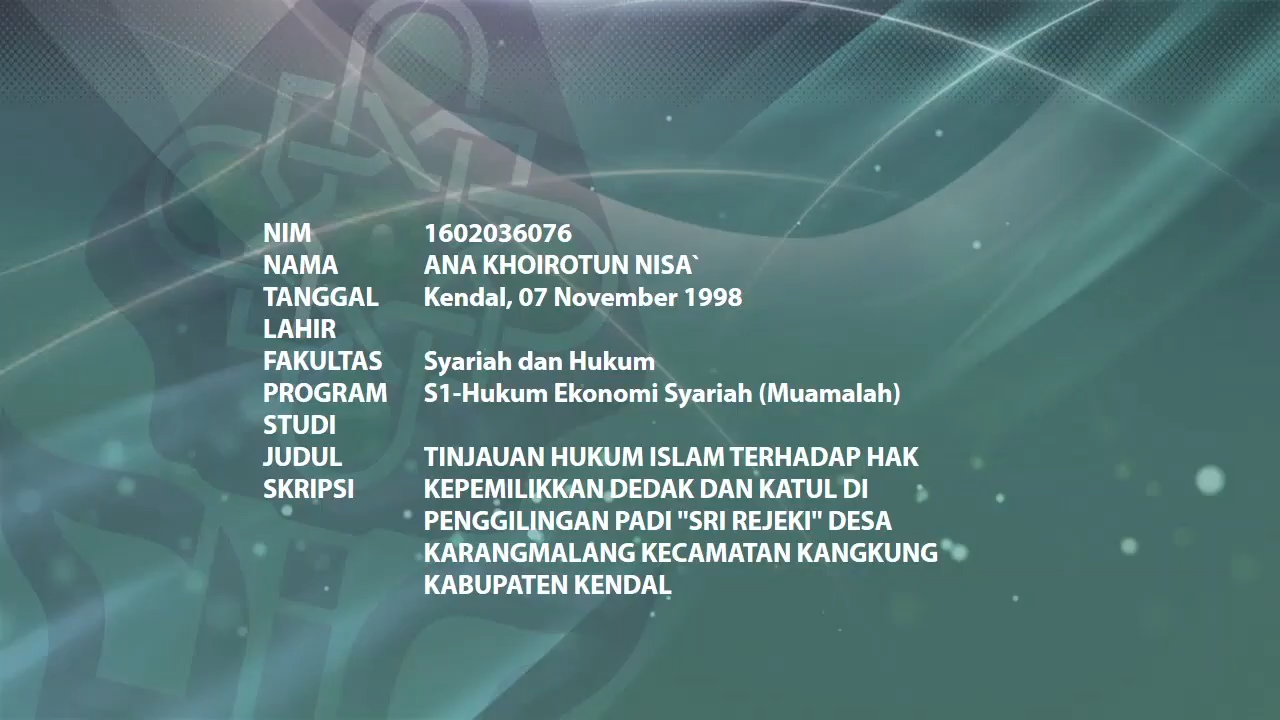 NIM 1602036076
NAMA ANA KHOIROTUN NISA`
TANGGAL Kendal, 07 November 1998
LAHIR
FAKULTAS Syariah dan Hukum
PROGRAM S1-Hukum Ekonomi Syariah (Muamalah)
STUDI
JUDUL TINJAUAN HUKUM ISLAM TERHADAP HAK
SKRIPSI KEPEMILIKKAN DEDAK DAN KATUL DI
PENGGILINGAN PADI "SRI REJEKI" DESA
KARANGMALANG KECAMATAN KANGKUNG
KABUPATEN KENDAL